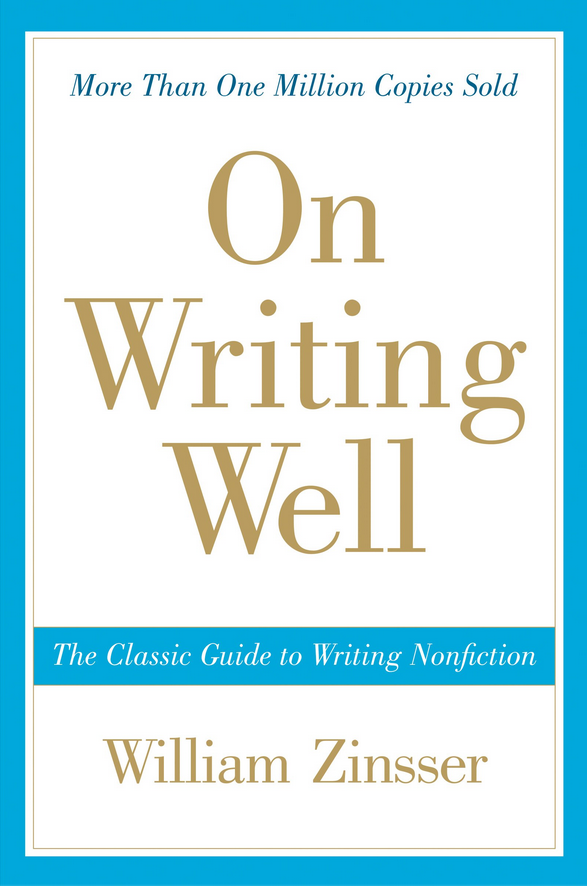 More Than One Million Copies Sold
On
Writing
Well
The Classic Guide to Writing Nonfiction
William Zinsser